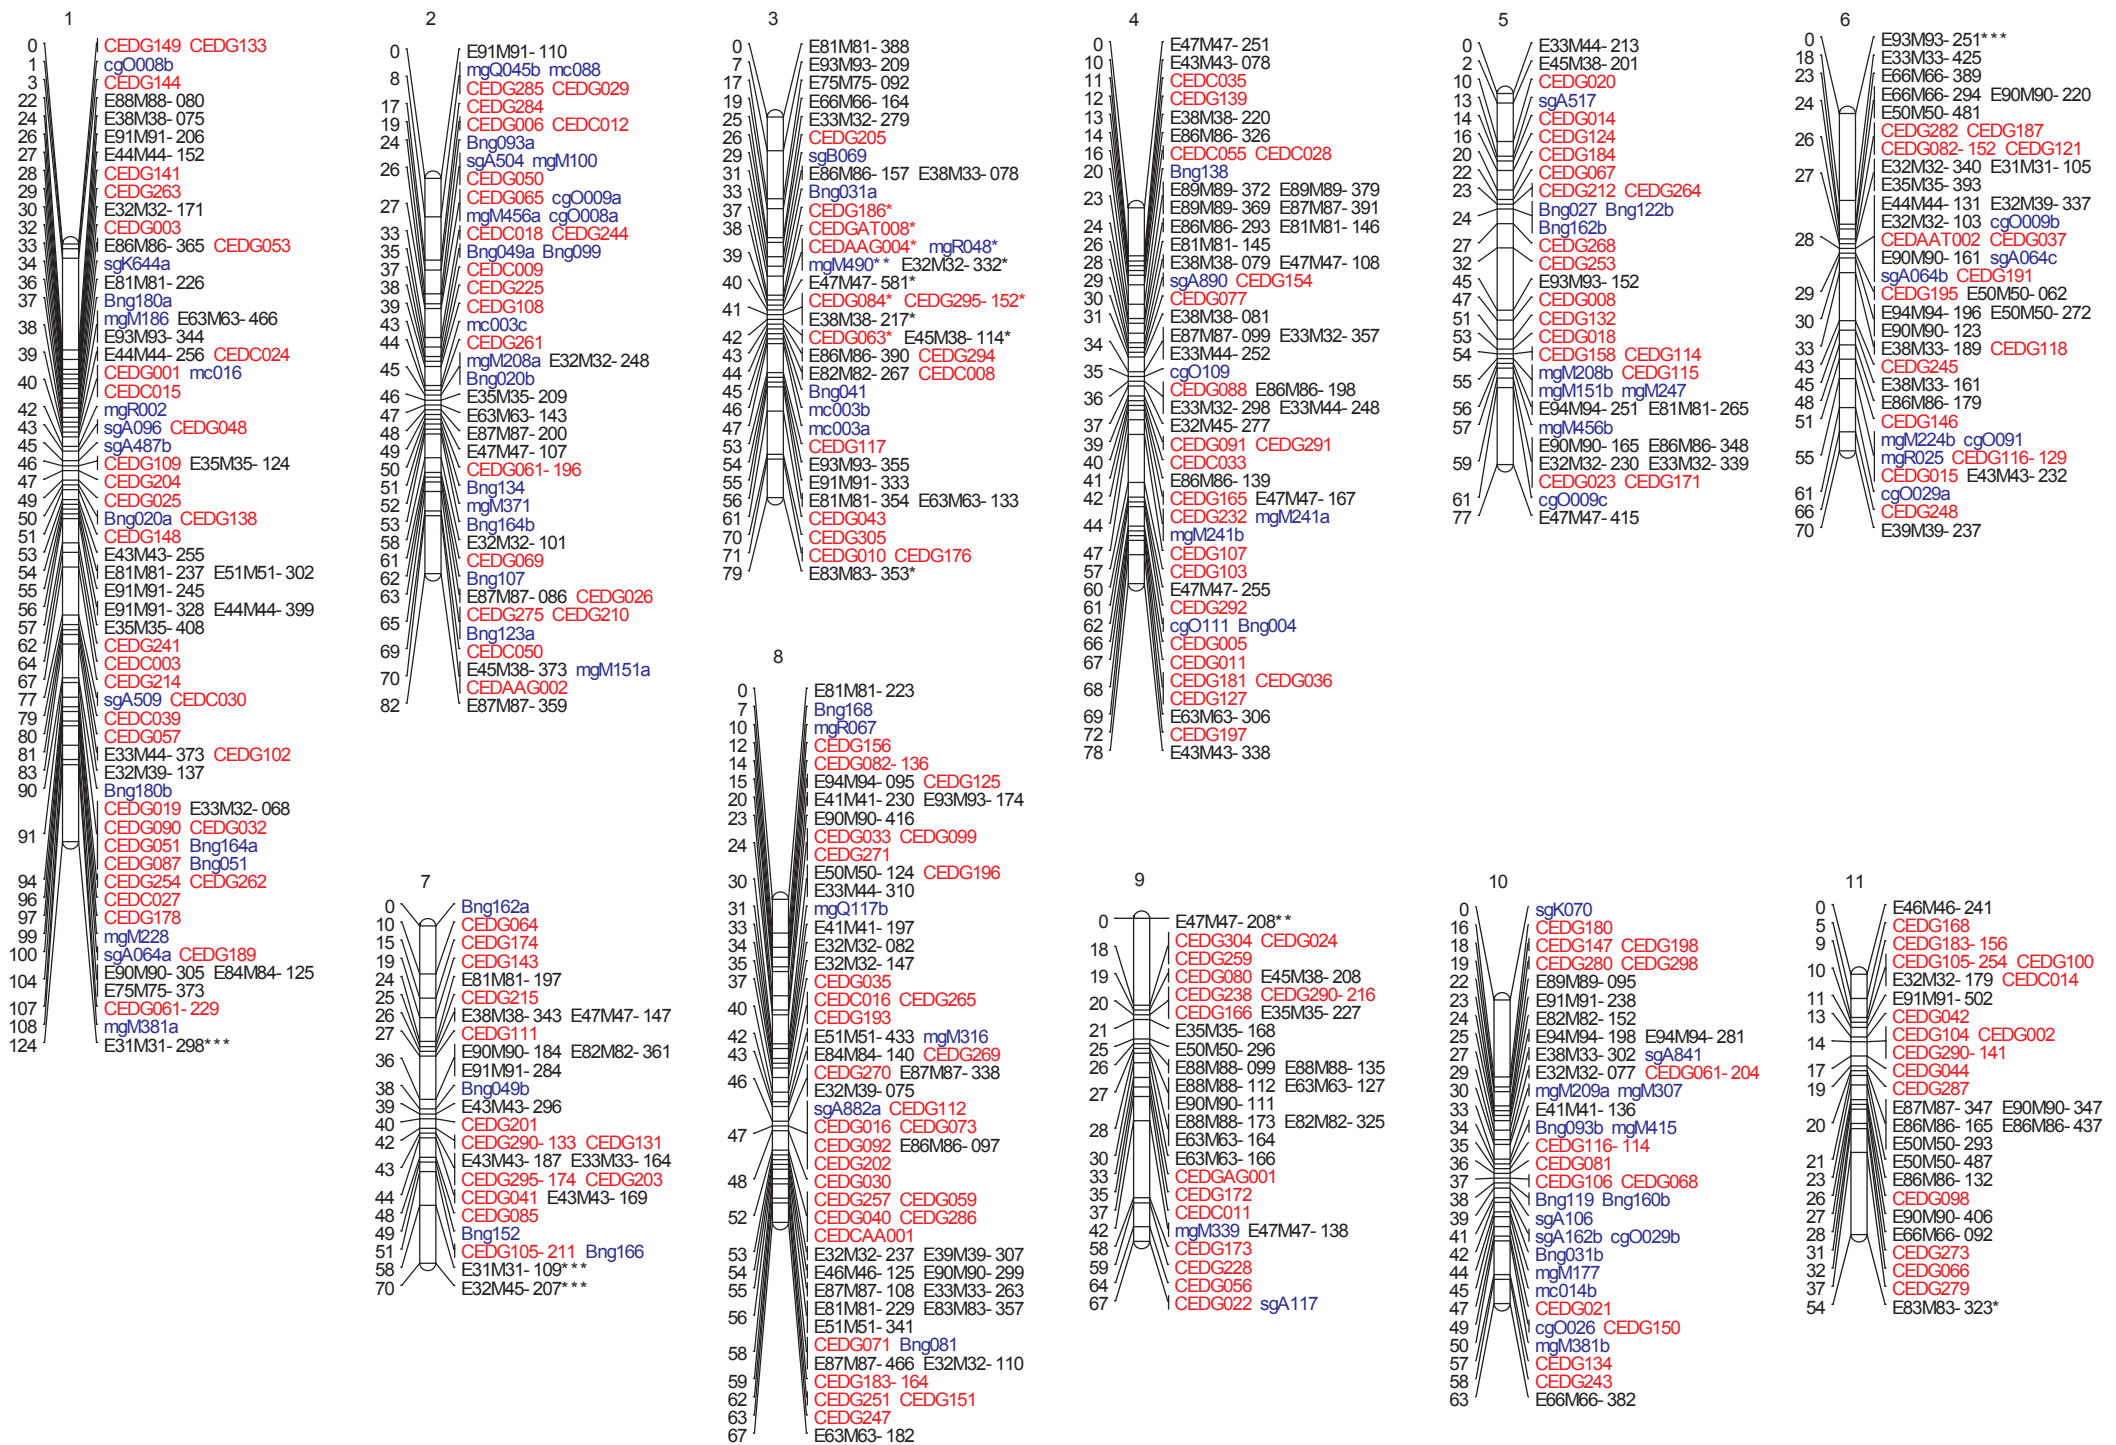 1
0 CEDG149 CEDG133
1 cgO008b
3 CEDG144
22 E88M88-080
24 E38M38-075
26 E91M91-206
27 E44M44-152
28 CEDG141
29 CEDG263
30 E32M32-171
32 CEDG003
33 E86M86-365 CEDG053
34 sgK644a
36 E81M81-226
37 Bng180a
38 mgM186 E63M63-466
E93M93-344
39 E44M44-256 CEDC024
40 CEDG001 mc016
CEDC015
42 mgR002
43 sgA096 CEDG048
45 sgA487b
46 CEDG109 E35M35-124
47 CEDG204
49 CEDG025
50 Bng020a CEDG138
51 CEDG148
53 E43M43-255
54 E81M81-237 E51M51-302
55 E91M91-245
56 E91M91-328 E44M44-399
57 E35M35-408
62 CEDG241
64 CEDC003
67 CEDG214
77 sgA509 CEDC030
79 CEDC039
80 CEDG057
81 E33M44-373 CEDG102
83 E32M39-137
90 Bng180b
91 CEDG019 E33M32-068
CEDG090 CEDG032
CEDG051 Bng164a
CEDG087 Bng051
94 CEDG254 CEDG262
96 CEDC027
97 CEDG178
99 mgM228
100 sgA064a CEDG189
104 E90M90-305 E84M84-125
E75M75-373
107 CEDG061-229
108 mgM381a
124 E31M31-298***
2
0 E91M91-110
8 mgQ045b mc088
CEDG285 CEDG029
17 CEDG284
19 CEDG006 CEDC012
24 Bng093a
26 sgA504 mgM100
CEDG050
27 CEDG065 cgO009a
mgM456a cgO008a
33 CEDC018 CEDG244
35 Bng049a Bng099
37 CEDC009
38 CEDG225
39 CEDG108
43 mc003c
44 CEDG261
45 mgM208a E32M32-248
Bng020b
46 E35M35-209
47 E63M63-143
48 E87M87-200
49 E47M47-107
50 CEDG061-196
51 Bng134
52 mgM371
53 Bng164b
58 E32M32-101
61 CEDG069
62 Bng107
63 E87M87-086 CEDG026
65 CEDG275 CEDG210
Bng123a
69 CEDC050
70 E45M38-373 mgM151a
CEDAAG002
82 E87M87-359
3
0 E81M81-388
7 E93M93-209
17 E75M75-092
19 E66M66-164
25 E33M32-279
26 CEDG205
29 sgB069
31 E86M86-157 E38M33-078
33 Bng031a
37 CEDG186*
38 CEDGAT008*
39 CEDAAG004* mgR048*
mgM490** E32M32-332*
40 E47M47-581*
41 CEDG084* CEDG295-152*
E38M38-217*
42 CEDG063* E45M38-114*
43 E86M86-390 CEDG294
44 E82M82-267 CEDC008
45 Bng041
46 mc003b
47 mc003a
53 CEDG117
54 E93M93-355
55 E91M91-333
56 E81M81-354 E63M63-133
61 CEDG043
70 CEDG305
71 CEDG010 CEDG176
79 E83M83-353*
4
0 E47M47-251
10 E43M43-078
11 CEDC035
12 CEDG139
13 E38M38-220
14 E86M86-326
16 CEDC055 CEDC028
20 Bng138
23 E89M89-372 E89M89-379
E89M89-369 E87M87-391
24 E86M86-293 E81M81-146
26 E81M81-145
28 E38M38-079 E47M47-108
29 sgA890 CEDG154
30 CEDG077
31 E38M38-081
34 E87M87-099 E33M32-357
E33M44-252
35 cgO109
36 CEDG088 E86M86-198
E33M32-298 E33M44-248
37 E32M45-277
39 CEDG091 CEDG291
40 CEDC033
41 E86M86-139
42 CEDG165 E47M47-167
44 CEDG232 mgM241a
mgM241b
47 CEDG107
57 CEDG103
60 E47M47-255
61 CEDG292
62 cgO111 Bng004
66 CEDG005
67 CEDG011
68 CEDG181 CEDG036
CEDG127
69 E63M63-306
72 CEDG197
78 E43M43-338
5
0 E33M44-213
2 E45M38-201
10 CEDG020
13 sgA517
14 CEDG014
16 CEDG124
20 CEDG184
22 CEDG067
23 CEDG212 CEDG264
24 Bng027 Bng122b
Bng162b
27 CEDG268
32 CEDG253
45 E93M93-152
47 CEDG008
51 CEDG132
53 CEDG018
54 CEDG158 CEDG114
55 mgM208b CEDG115
mgM151b mgM247
56 E94M94-251 E81M81-265
57 mgM456b
59 E90M90-165 E86M86-348
E32M32-230 E33M32-339
CEDG023 CEDG171
61 cgO009c
77 E47M47-415
6
0 E93M93-251***
18 E33M33-425
23 E66M66-389
24 E66M66-294 E90M90-220
E50M50-481
26 CEDG282 CEDG187
CEDG082-152 CEDG121
27 E32M32-340 E31M31-105
E35M35-393
28 E44M44-131 E32M39-337
E32M32-103 cgO009b
CEDAAT002 CEDG037
E90M90-161 sgA064c
sgA064b CEDG191
29 CEDG195 E50M50-062
30 E94M94-196 E50M50-272
E90M90-123
33 E38M33-189 CEDG118
43 CEDG245
45 E38M33-161
48 E86M86-179
51 CEDG146
55 mgM224b cgO091
mgR025 CEDG116-129
CEDG015 E43M43-232
61 cgO029a
66 CEDG248
70 E39M39-237
7
0 Bng162a
10 CEDG064
15 CEDG174
19 CEDG143
24 E81M81-197
25 CEDG215
26 E38M38-343 E47M47-147
27 CEDG111
36 E90M90-184 E82M82-361
E91M91-284
38 Bng049b
39 E43M43-296
40 CEDG201
42 CEDG290-133 CEDG131
43 E43M43-187 E33M33-164
CEDG295-174 CEDG203
44 CEDG041 E43M43-169
48 CEDG085
49 Bng152
51 CEDG105-211 Bng166
58 E31M31-109***
70 E32M45-207***
8
0 E81M81-223
7 Bng168
10 mgR067
12 CEDG156
14 CEDG082-136
15 E94M94-095 CEDG125
20 E41M41-230 E93M93-174
23 E90M90-416
24 CEDG033 CEDG099
CEDG271
30 E50M50-124 CEDG196
E33M44-310
31 mgQ117b
33 E41M41-197
34 E32M32-082
35 E32M32-147
37 CEDG035
40 CEDC016 CEDG265
CEDG193
42 E51M51-433 mgM316
43 E84M84-140 CEDG269
46 CEDG270 E87M87-338
E32M39-075
47 sgA882a CEDG112
CEDG016 CEDG073
CEDG092 E86M86-097
CEDG202
48 CEDG030
52 CEDG257 CEDG059
CEDG040 CEDG286
CEDCAA001
53 E32M32-237 E39M39-307
54 E46M46-125 E90M90-299
55 E87M87-108 E33M33-263
56 E81M81-229 E83M83-357
E51M51-341
58 CEDG071 Bng081
E87M87-466 E32M32-110
59 CEDG183-164
62 CEDG251 CEDG151
63 CEDG247
67 E63M63-182
9
0 E47M47-208**
18 CEDG304 CEDG024
CEDG259
19 CEDG080 E45M38-208
20 CEDG238 CEDG290-216
CEDG166 E35M35-227
21 E35M35-168
25 E50M50-296
26 E88M88-099 E88M88-135
27 E88M88-112 E63M63-127
E90M90-111
28 E88M88-173 E82M82-325
E63M63-164
30 E63M63-166
33 CEDGAG001
35 CEDG172
37 CEDC011
42 mgM339 E47M47-138
58 CEDG173
59 CEDG228
64 CEDG056
67 CEDG022 sgA117
10
0 sgK070
16 CEDG180
18 CEDG147 CEDG198
19 CEDG280 CEDG298
22 E89M89-095
23 E91M91-238
24 E82M82-152
25 E94M94-198 E94M94-281
27 E38M33-302 sgA841
29 E32M32-077 CEDG061-204
30 mgM209a mgM307
33 E41M41-136
34 Bng093b mgM415
35 CEDG116-114
36 CEDG081
37 CEDG106 CEDG068
38 Bng119 Bng160b
39 sgA106
41 sgA162b cgO029b
42 Bng031b
44 mgM177
45 mc014b
47 CEDG021
49 cgO026 CEDG150
50 mgM381b
57 CEDG134
58 CEDG243
63 E66M66-382
11
0 E46M46-241
5 CEDG168
9 CEDG183-156
10 CEDG105-254 CEDG100
E32M32-179 CEDC014
11 E91M91-502
13 CEDG042
14 CEDG104 CEDG002
CEDG290-141
17 CEDG044
19 CEDG287
20 E87M87-347 E90M90-347
E86M86-165 E86M86-437
E50M50-293
21 E50M50-487
23 E86M86-132
26 CEDG098
27 E90M90-406
28 E66M66-092
31 CEDG273
32 CEDG066
37 CEDG279
54 E83M83-323*